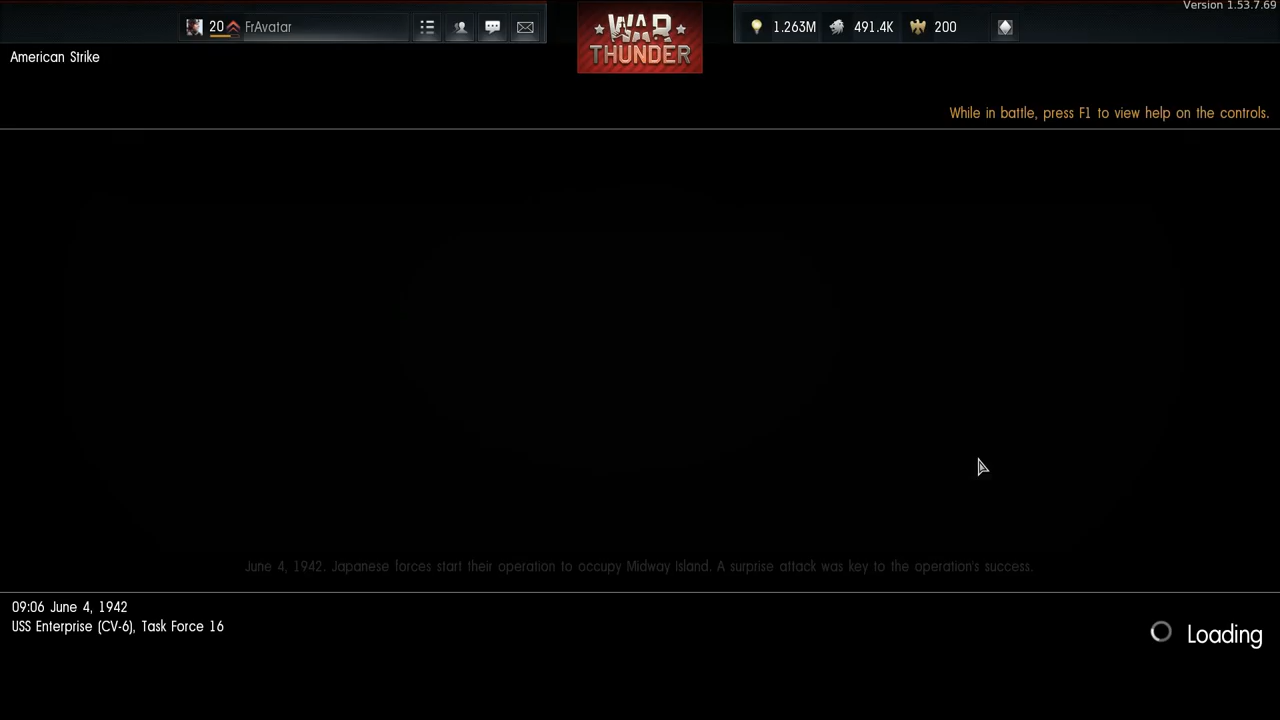 Version 1.53.7.69
20 FrAvatar
WAR
THUNDER
1.263M 491.4K 200
American Strike
While in battle, press F1 to view help on the controls.
June 4, 1942. Japanese forces start their operation to occupy Midway Island. A surprise attack was key to the operation's success.
09:06 June 4, 1942
USS Enterprise (CV-6), Task Force 16
Loading